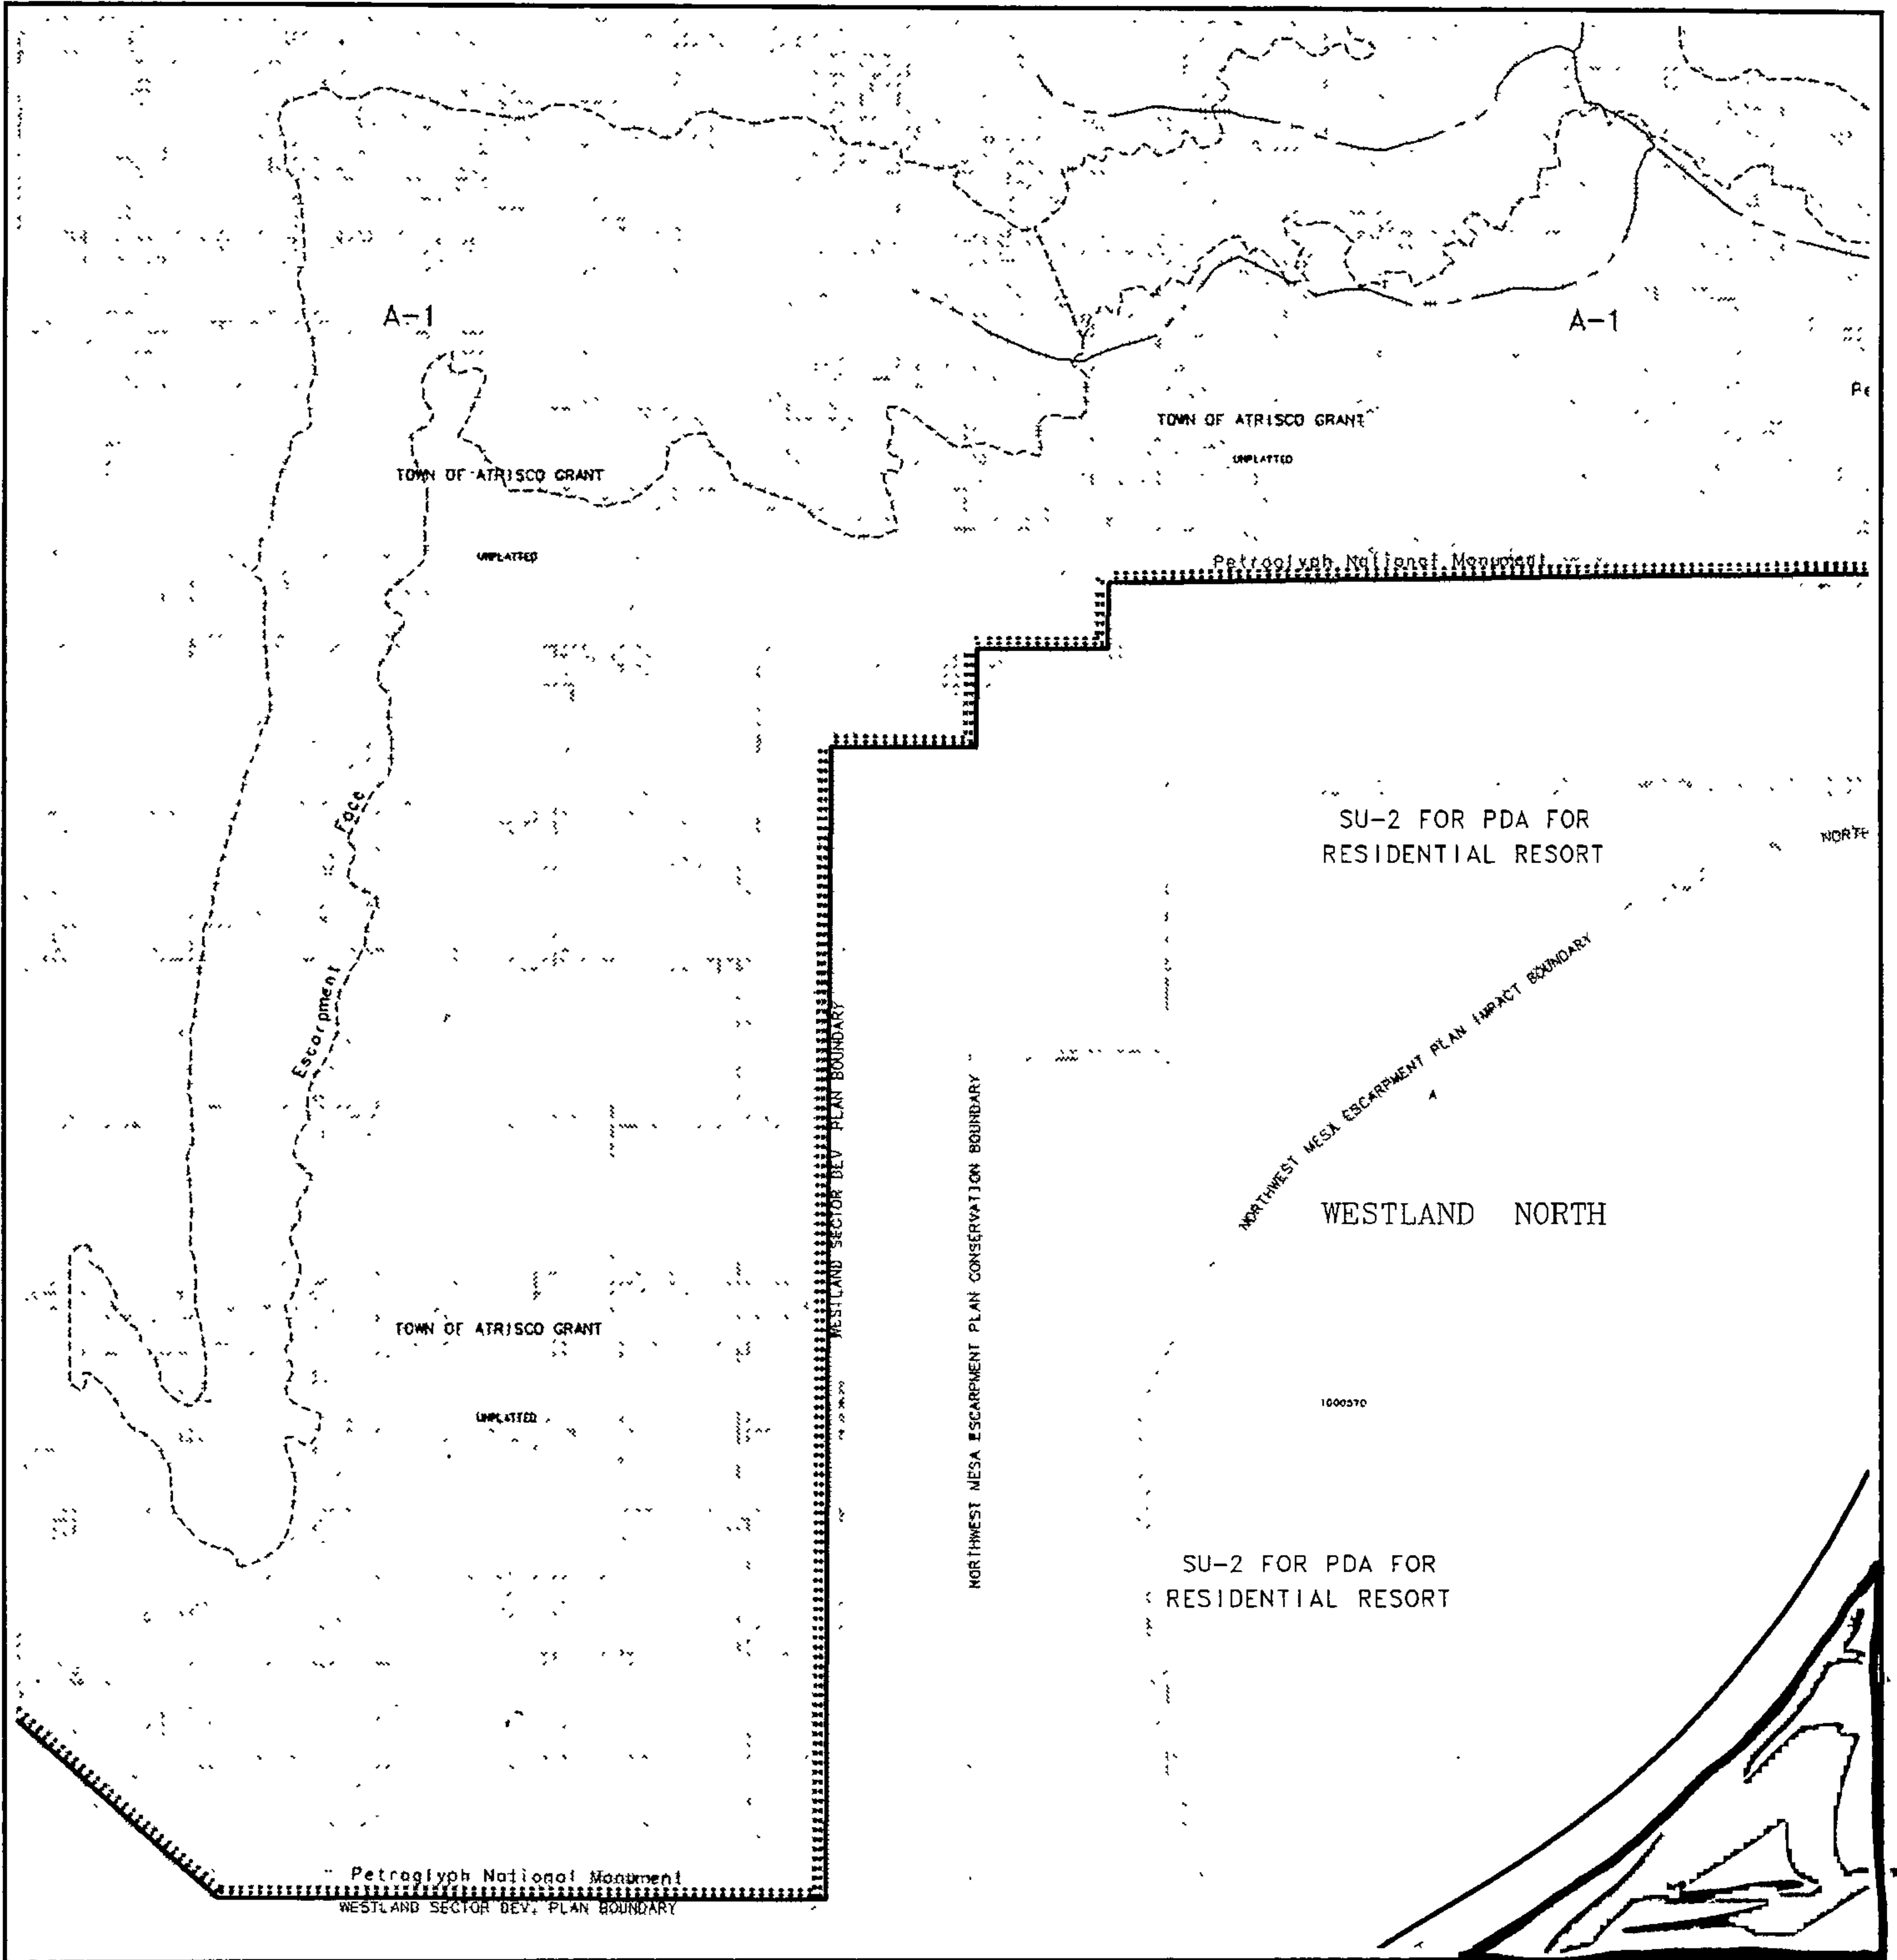 A-1
A-1
TOWN OF ATRISCO GRANT
UNPLATTED
TOWN OF ATRISCO GRANT
UNPLATTED
Petroglyph National Monument
Face
Escarpment
SU-2 FOR PDA FOR
RESIDENTIAL RESORT
WESTLAND SECTOR DEV PLAN BOUNDARY
NORTHWEST MESA ESCARPMENT PLAN CONSERVATION BOUNDARY
NORTHWEST MESA ESCARPMENT PLAN IMPACT BOUNDARY
WESTLAND NORTH
TOWN OF ATRISCO GRANT
UNPLATTED
1000570
SU-2 FOR PDA FOR
RESIDENTIAL RESORT
Petroglyph National Monument
WESTLAND SECTOR DEV. PLAN BOUNDARY